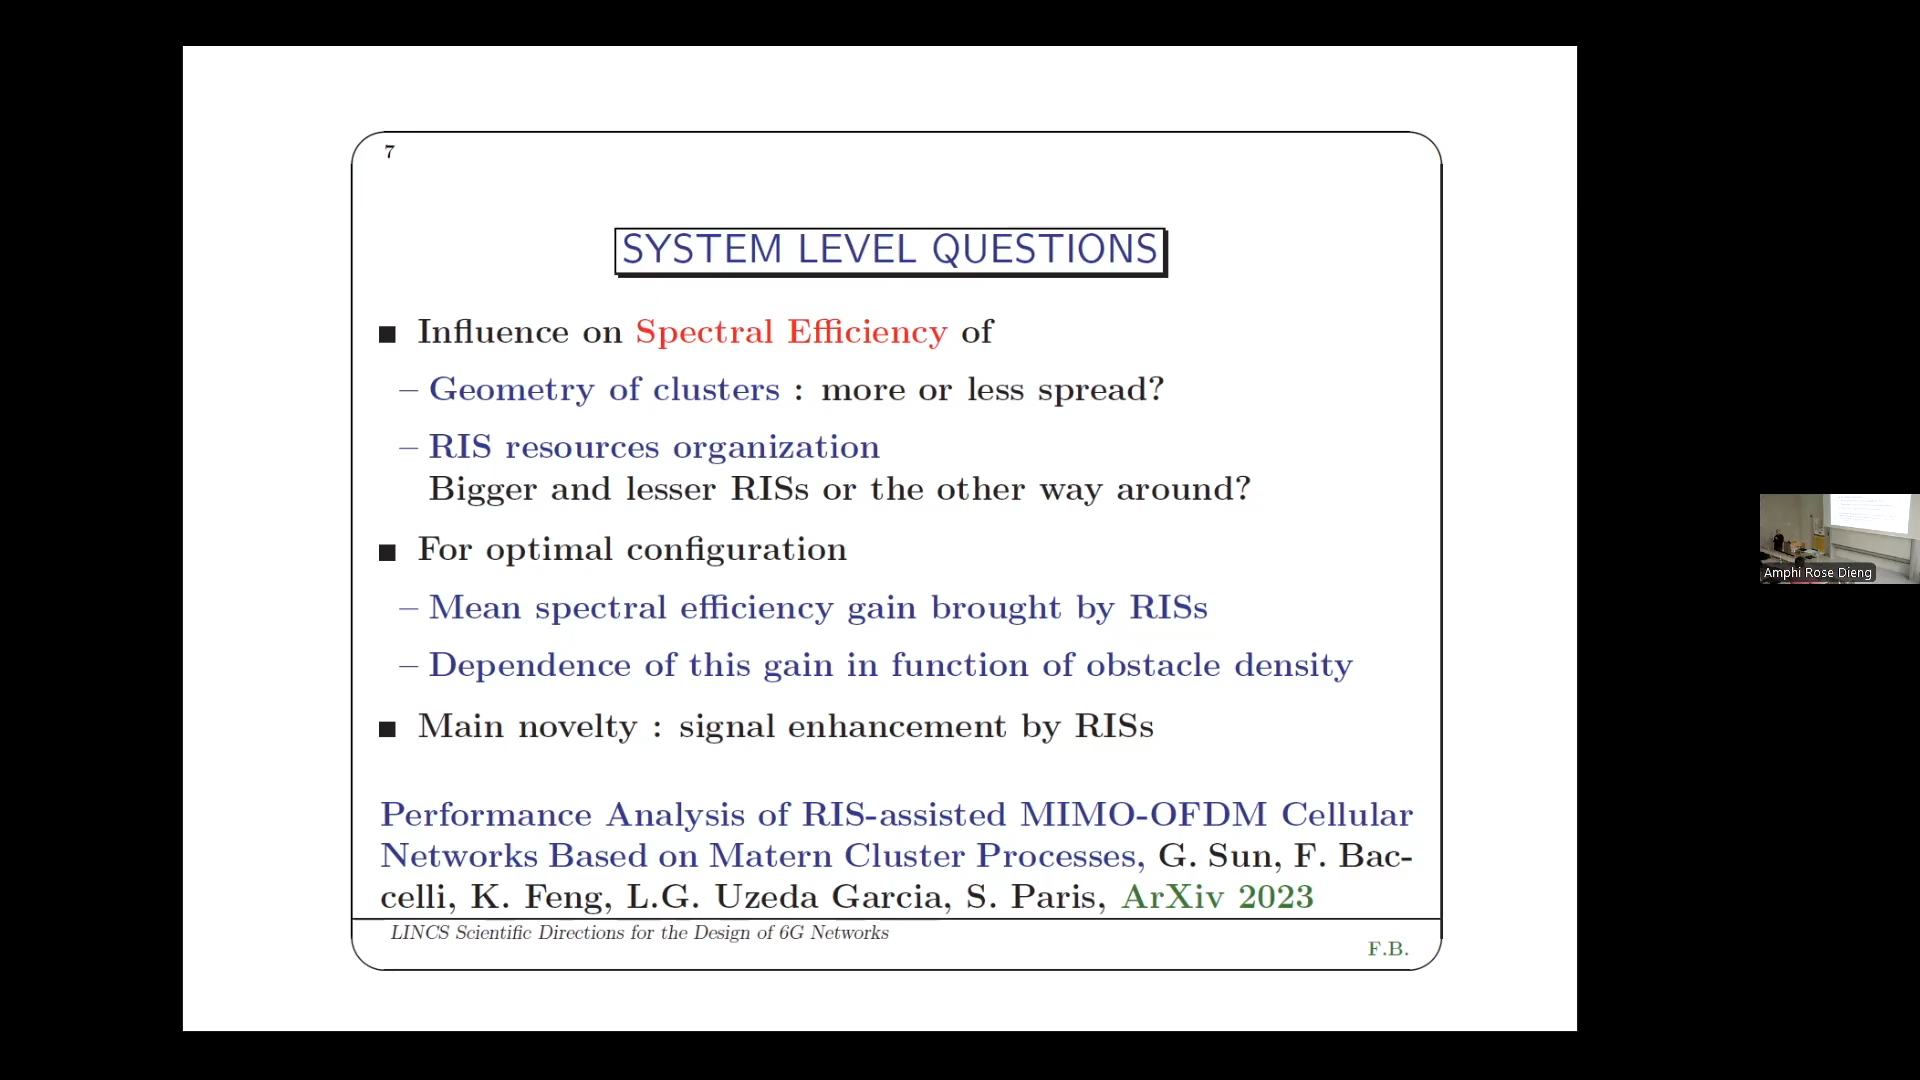 7
SYSTEM LEVEL QUESTIONS
Influence on Spectral Efficiency of
– Geometry of clusters : more or less spread?
– RIS resources organization
Bigger and lesser RISs or the other way around?
For optimal configuration
– Mean spectral efficiency gain brought by RISs
– Dependence of this gain in function of obstacle density
Main novelty : signal enhancement by RISs
Performance Analysis of RIS-assisted MIMO-OFDM Cellular
Networks Based on Matern Cluster Processes, G. Sun, F. Bac-
celli, K. Feng, L.G. Uzeda Garcia, S. Paris, ArXiv 2023
LINCS Scientific Directions for the Design of 6G Networks
F.B.
Amphi Rose Dieng